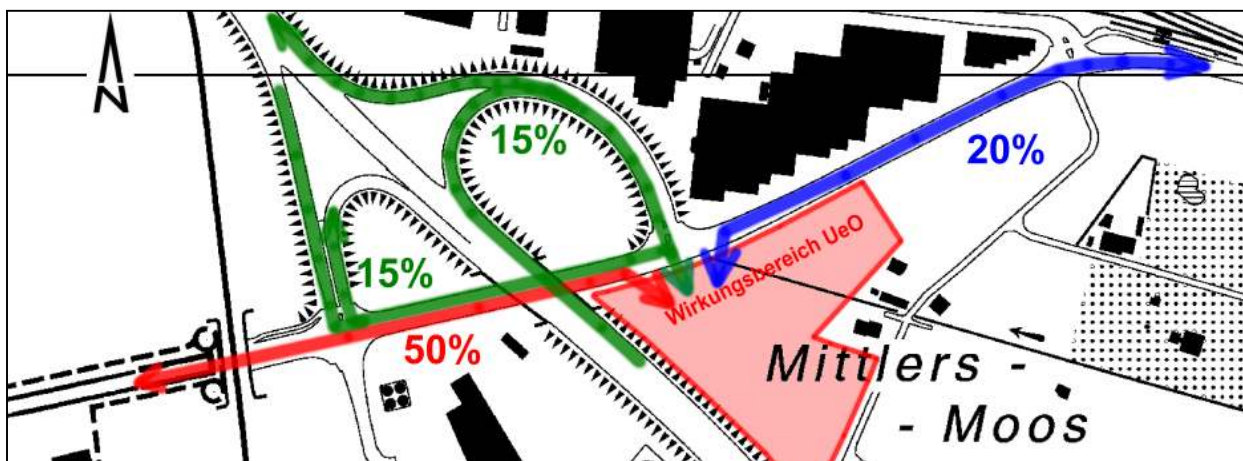 N
15%
20%
15%
Wirkungsbereich UeO
50%
Mittlers -
- Moos